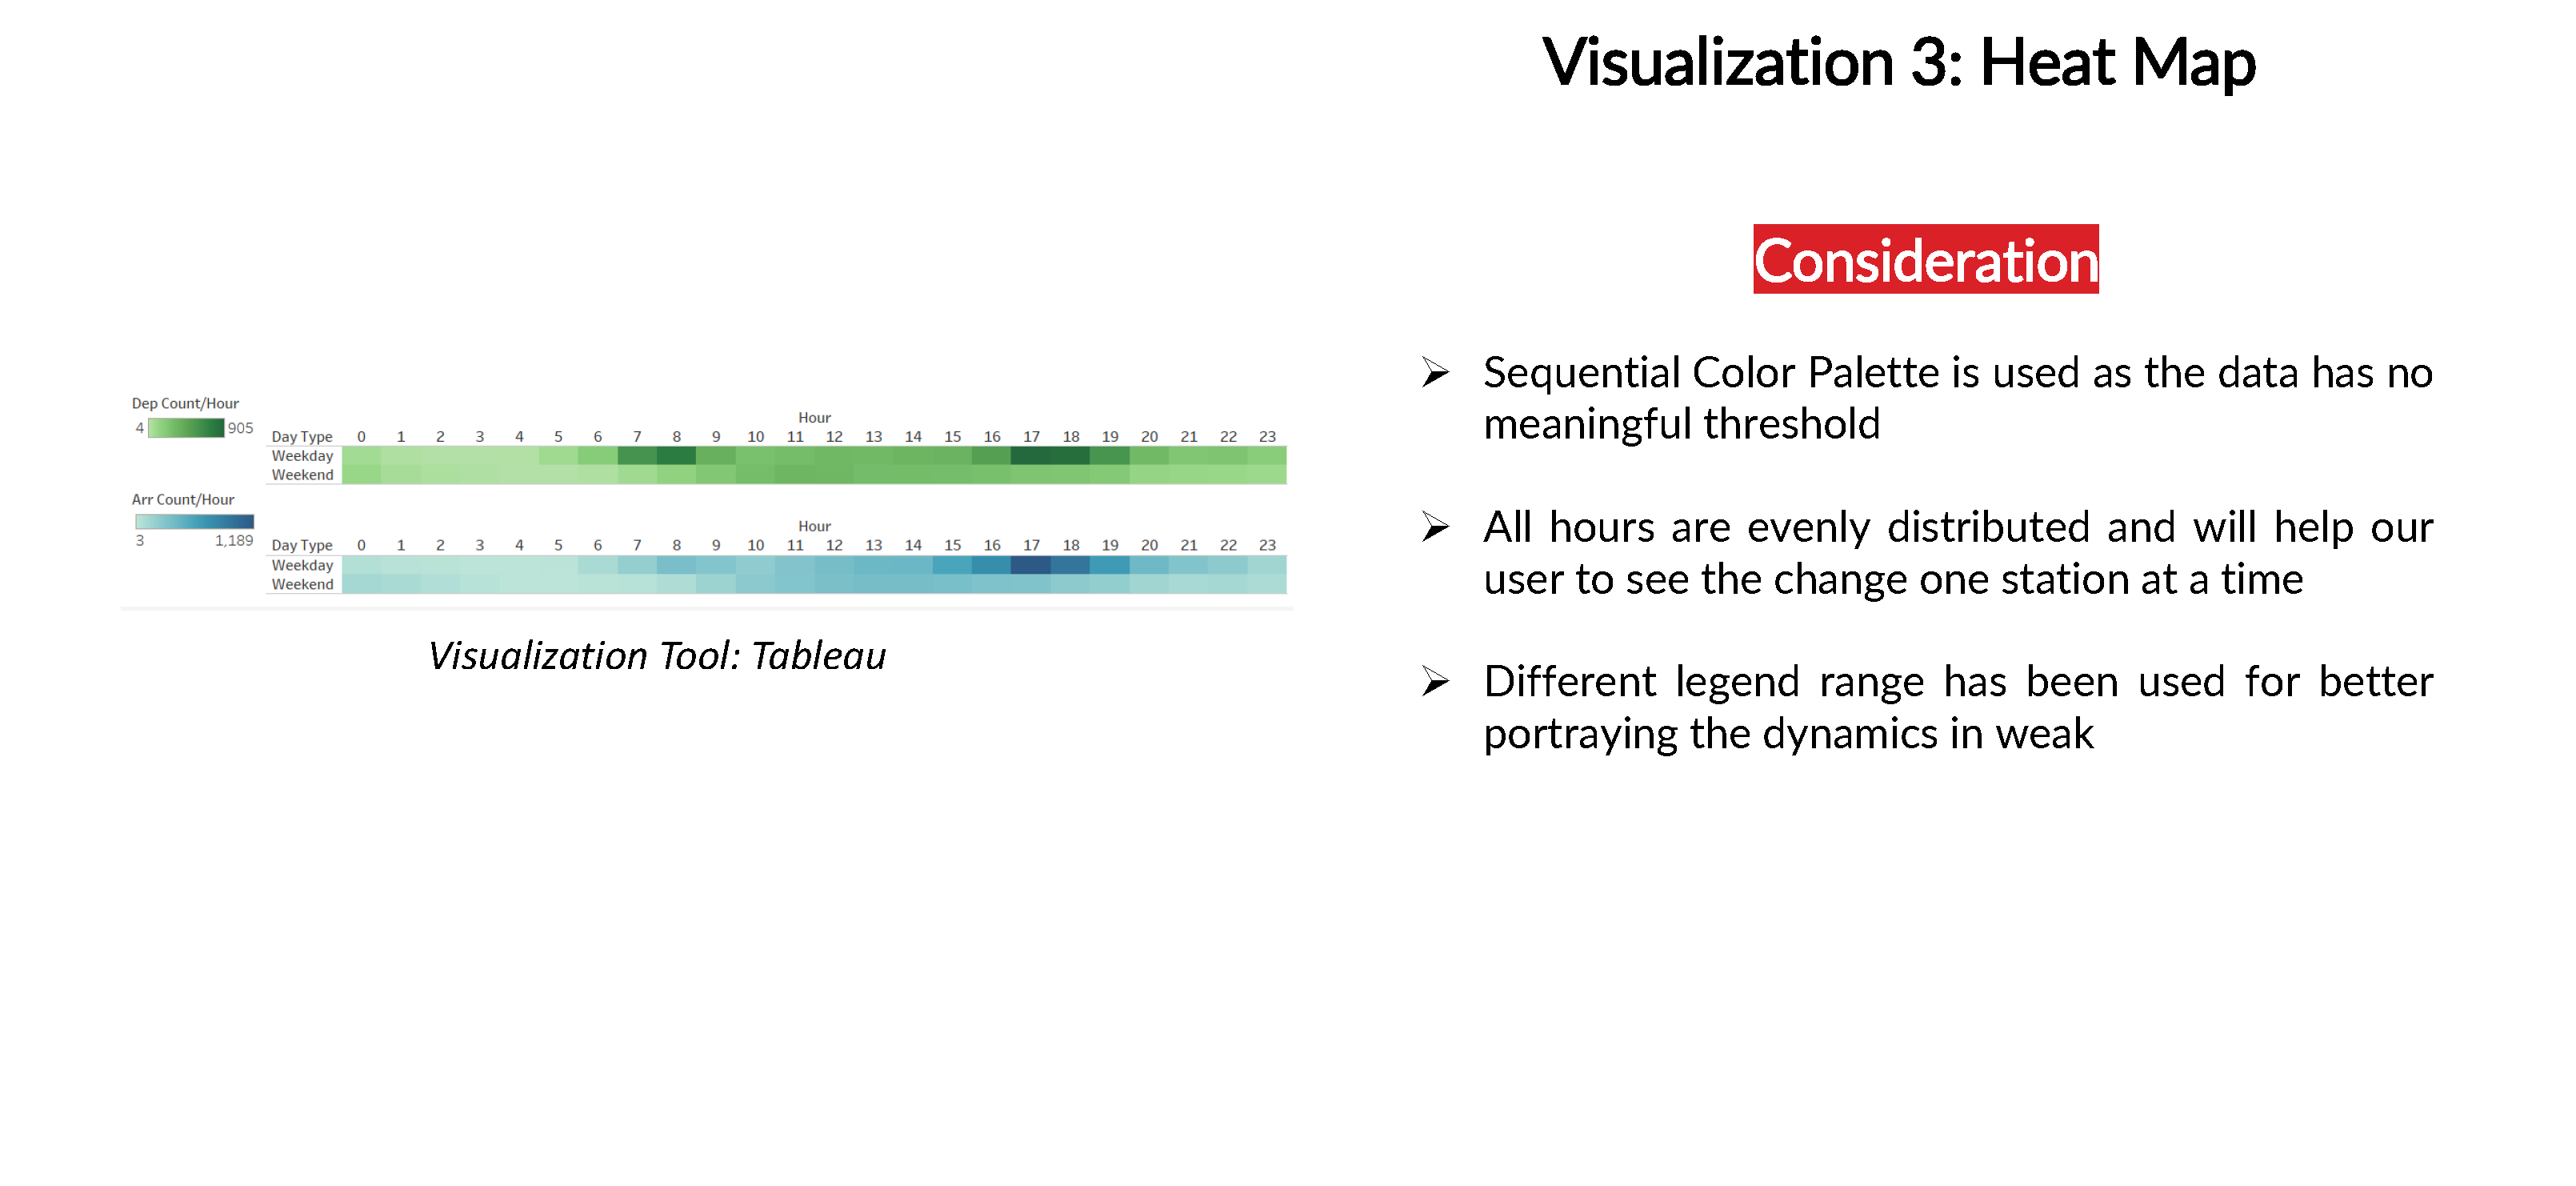 Visualization 3: Heat Map
Consideration
➢ Sequential Color Palette is used as the data has no
meaningful threshold
➢ All hours are evenly distributed and will help our
user to see the change one station at a time
➢ Different legend range has been used for better
portraying the dynamics in weak
Dep Count/Hour
4 905
Hour
Day Type 0 1 2 3 4 5 6 7 8 9 10 11 12 13 14 15 16 17 18 19 20 21 22 23
Weekday
Weekend
Arr Count/Hour
3 1,189
Hour
Day Type 0 1 2 3 4 5 6 7 8 9 10 11 12 13 14 15 16 17 18 19 20 21 22 23
Weekday
Weekend
Visualization Tool: Tableau